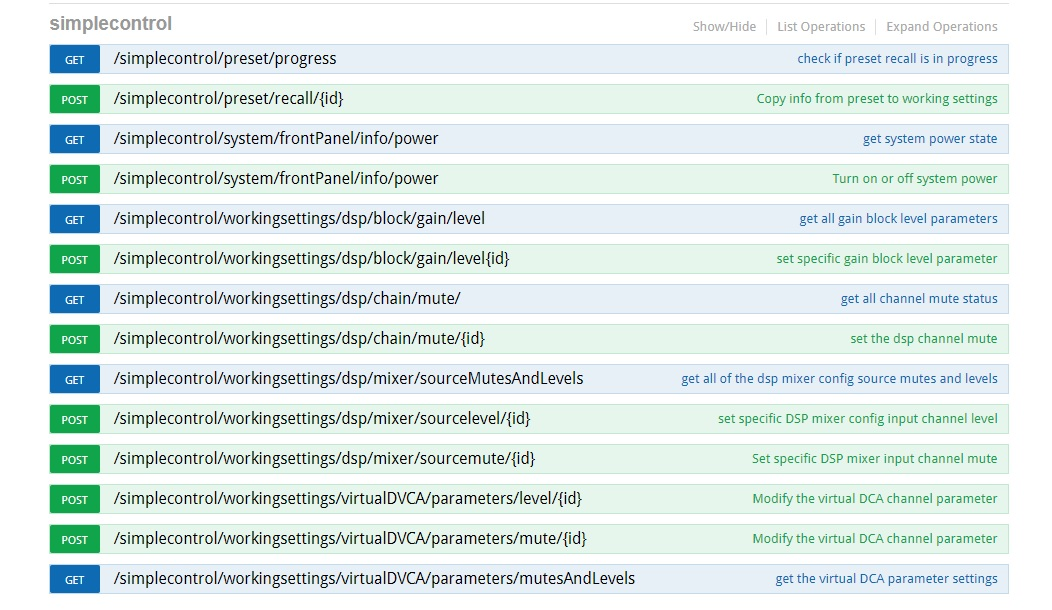 simplecontrol Show/Hide List Operations Expand Operations
GET /simplecontrol/preset/progress check if preset recall is in progress
POST /simplecontrol/preset/recall/{id} Copy info from preset to working settings
GET /simplecontrol/system/frontPanel/info/power get system power state
POST /simplecontrol/system/frontPanel/info/power Turn on or off system power
GET /simplecontrol/workingsettings/dsp/block/gain/level get all gain block level parameters
POST /simplecontrol/workingsettings/dsp/block/gain/level{id} set specific gain block level parameter
GET /simplecontrol/workingsettings/dsp/chain/mute/ get all channel mute status
POST /simplecontrol/workingsettings/dsp/chain/mute/{id} set the dsp channel mute
GET /simplecontrol/workingsettings/dsp/mixer/sourceMutesAndLevels get all of the dsp mixer config source mutes and levels
POST /simplecontrol/workingsettings/dsp/mixer/sourcelevel/{id} set specific DSP mixer config input channel level
POST /simplecontrol/workingsettings/dsp/mixer/sourcemute/{id} Set specific DSP mixer input channel mute
POST /simplecontrol/workingsettings/virtualDVCA/parameters/level/{id} Modify the virtual DCA channel parameter
POST /simplecontrol/workingsettings/virtualDVCA/parameters/mute/{id} Modify the virtual DCA channel parameter
GET /simplecontrol/workingsettings/virtualDVCA/parameters/mutesAndLevels get the virtual DCA parameter settings